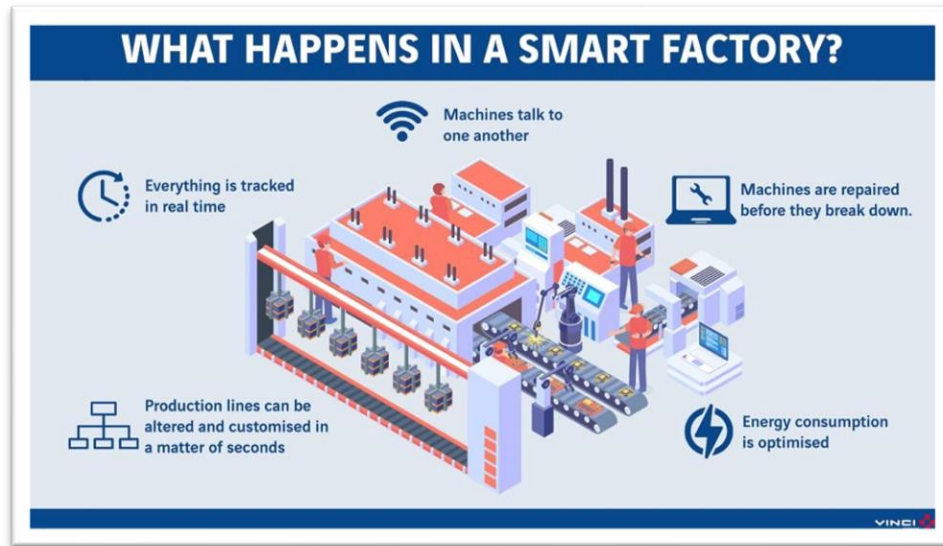 WHAT HAPPENS IN A SMART FACTORY?
Machines talk to
one another
Everything is tracked
in real time
Machines are repaired
before they break down.
Production lines can be
altered and customised in
a matter of seconds
Energy consumption
is optimised
VINCI